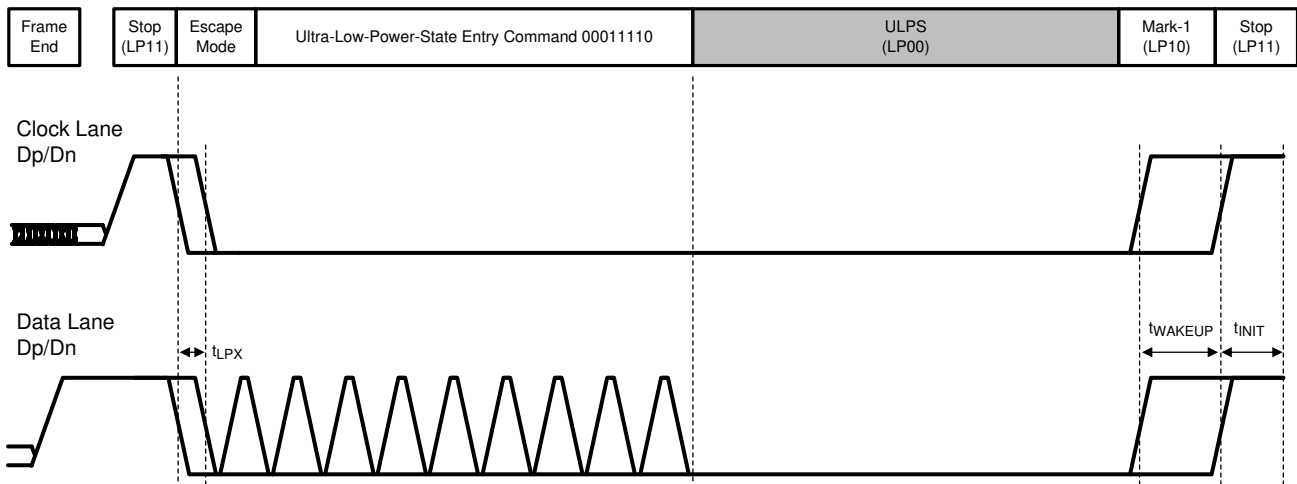 Frame
End
Stop
(LP11)
Escape
Mode
Ultra-Low-Power-State Entry Command 00011110
ULPS
(LP00)
Mark-1
(LP10)
Stop
(LP11)
Clock Lane
Dp/Dn
Data Lane
Dp/Dn
tLPX
tWAKEUP
tINIT